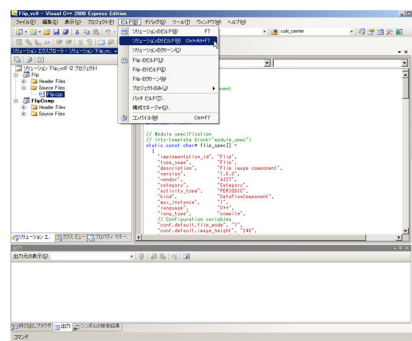 Flip_vc9 - Visual C++ 2008 Express Edition
ファイル(F) 編集(E) 表示(V) プロジェクト(P) ビルド(B) デバッグ(D) ツール(T) ウィンドウ(W) ヘルプ(H)
ソリューションのビルド(B) F7
calc_center
ソリューションのリビルド(R) Ctrl+Alt+F7
ソリューションのクリーン(C)
Flip のビルド(U)
Flip のリビルド(E)
Flip のクリーン(N)
プロジェクトのみ(J)
バッチ ビルド(T)...
構成マネージャ(O)...
コンパイル(M) Ctrl+F7
ソリューション エクスプローラ - ソリューション 'Flip_vc...
ソリューション 'Flip_vc9' (2 プロジェクト)
Flip
Header Files
Source Files
Flip.cpp
FlipComp
Header Files
Source Files
// Module specification
// <rtc-template block="module_spec">
static const char* flip_spec[] =
{
"implementation_id", "Flip",
"type_name", "Flip",
"description", "Flip image component",
"version", "1.0.0",
"vendor", "AIST",
"category", "Category",
"activity_type", "PERIODIC",
"kind", "DataFlowComponent",
"max_instance", "1",
"language", "C++",
"lang_type", "compile",
// Configuration variables
"conf.default.flip_mode", "1",
"conf.default.image_height", "240",
ソリューション エ... クラス ビュー プロパティ マネー...
出力
出力元の表示(S):
呼び出しブラウザ 出力 シンボルの検索結果
コマンド